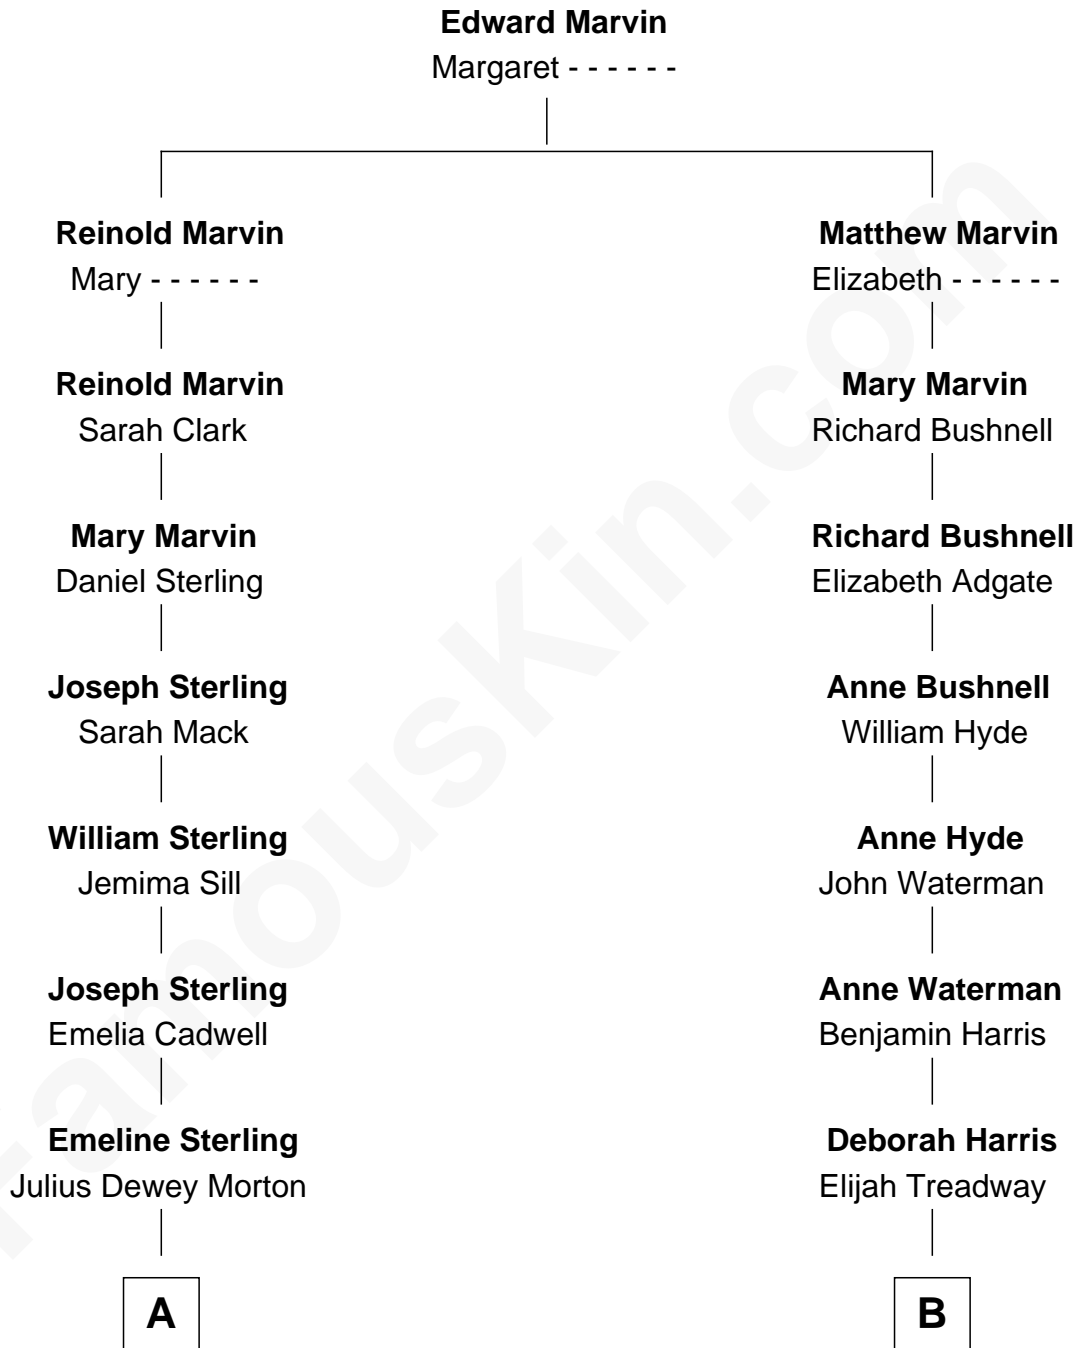 Edward Marvin
Margaret - - - - - -
Reinold Marvin
Mary - - - - - -
Matthew Marvin
Elizabeth - - - - - -
Reinold Marvin
Sarah Clark
Mary Marvin
Richard Bushnell
Mary Marvin
Daniel Sterling
Richard Bushnell
Elizabeth Adgate
Joseph Sterling
Sarah Mack
Anne Bushnell
William Hyde
William Sterling
Jemima Sill
Anne Hyde
John Waterman
Joseph Sterling
Emelia Cadwell
Anne Waterman
Benjamin Harris
Emeline Sterling
Julius Dewey Morton
Deborah Harris
Elijah Treadway
A
B
FamousKin.com